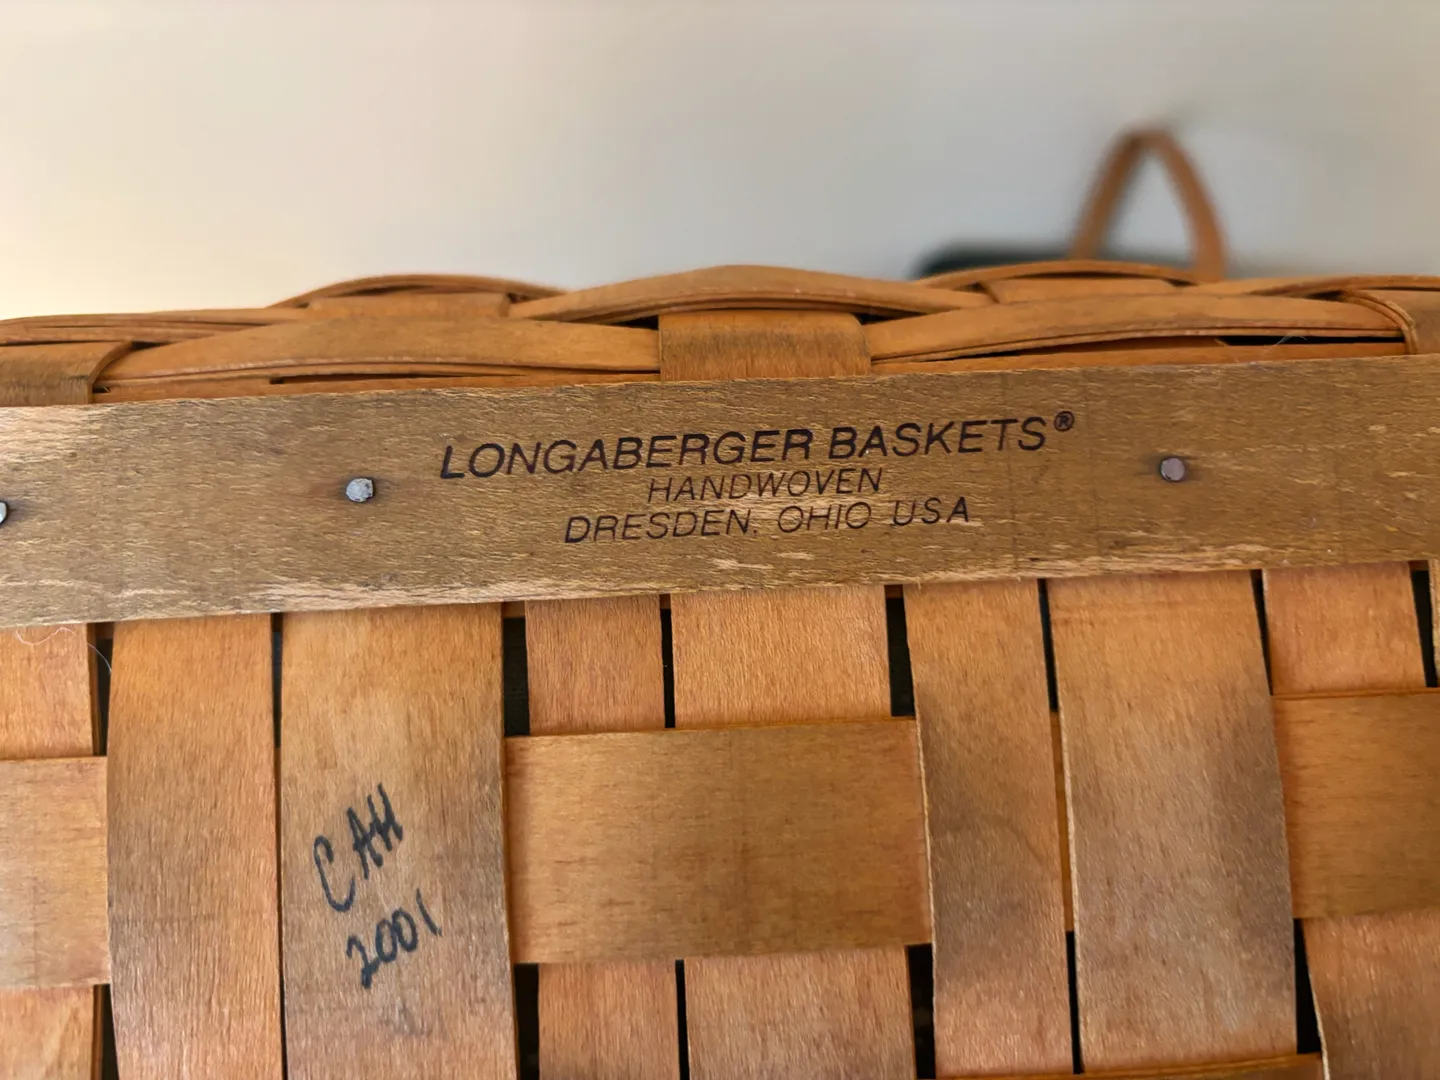 LONGABERGER BASKETS®
HANDWOVEN
DRESDEN, OHIO USA
CAH
2001